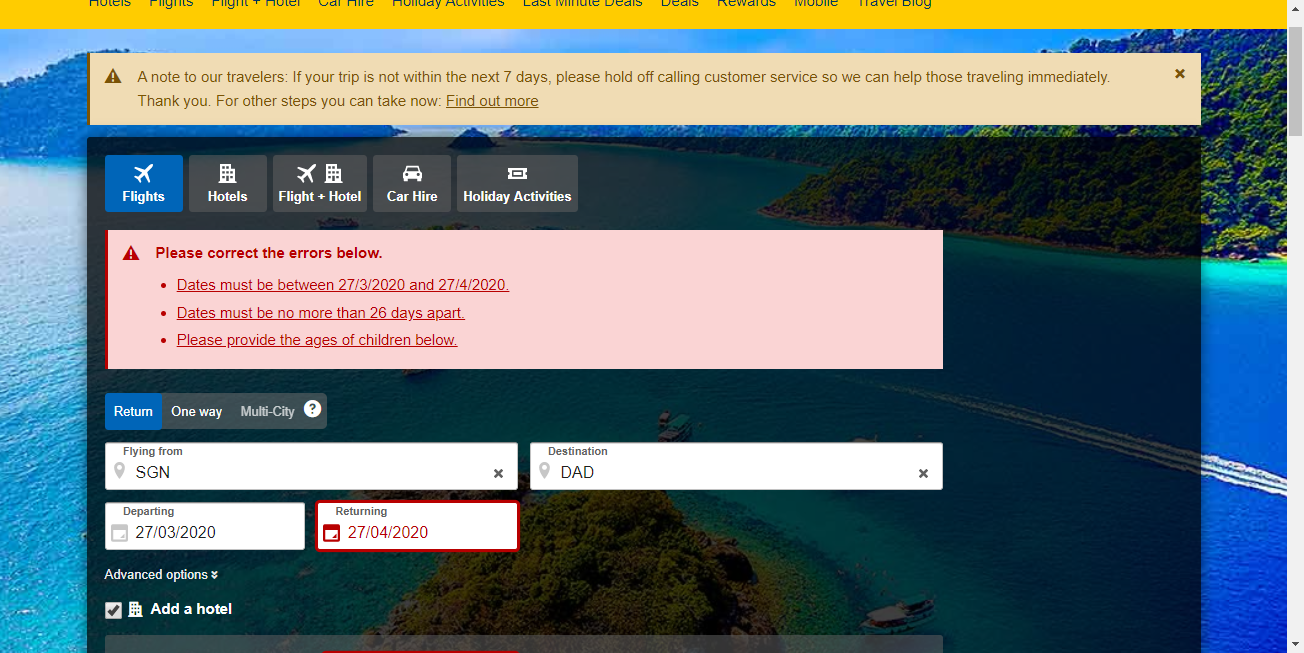 Hotels Flights Flight + Hotel Car Hire Holiday Activities Last Minute Deals Deals Rewards Mobile Travel Blog
A note to our travelers: If your trip is not within the next 7 days, please hold off calling customer service so we can help those traveling immediately.
Thank you. For other steps you can take now: Find out more
Flights Hotels Flight + Hotel Car Hire Holiday Activities
Please correct the errors below.
• Dates must be between 27/3/2020 and 27/4/2020.
• Dates must be no more than 26 days apart.
• Please provide the ages of children below.
Return One way Multi-City ?
Flying from Destination
SGN DAD
Departing Returning
27/03/2020 27/04/2020
Advanced options
Add a hotel